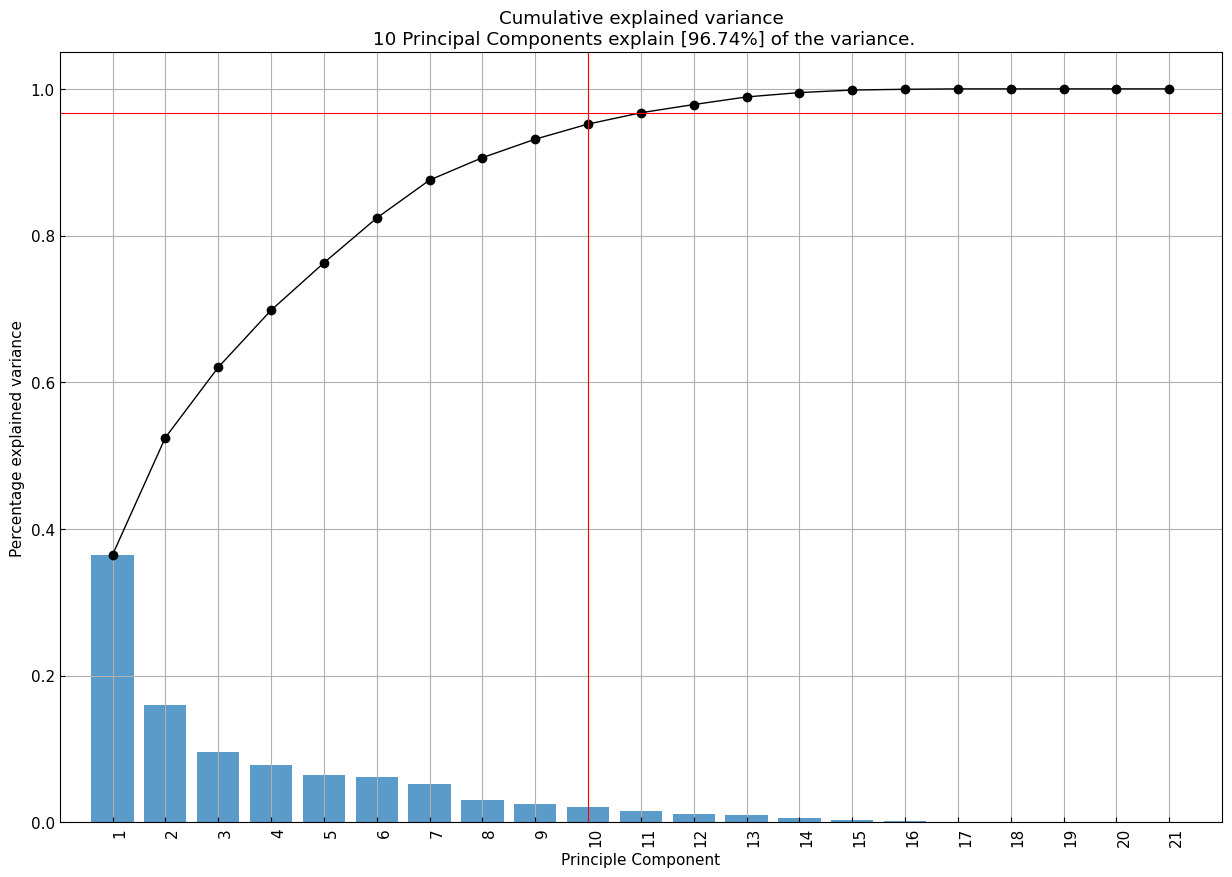 Cumulative explained variance
10 Principal Components explain [96.74%] of the variance.
Percentage explained variance
1.0
0.8
0.6
0.4
0.2
0.0
1 2 3 4 5 6 7 8 9 10 11 12 13 14 15 16 17 18 19 20 21
Principle Component